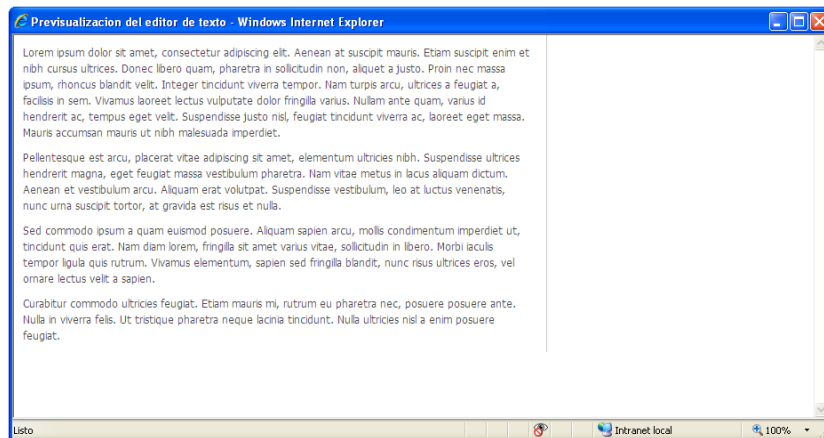 Previsualizacion del editor de texto - Windows Internet Explorer
Lorem ipsum dolor sit amet, consectetur adipiscing elit. Aenean at suscipit mauris. Etiam suscipit enim et
nibh cursus ultrices. Donec libero quam, pharetra in sollicitudin non, aliquet a justo. Proin nec massa
ipsum, rhoncus blandit velit. Integer tincidunt viverra tempor. Nam turpis arcu, ultrices a feugiat a,
facilisis in sem. Vivamus laoreet lectus vulputate dolor fringilla varius. Nullam ante quam, varius id
hendrerit ac, tempus eget velit. Suspendisse justo nisl, feugiat tincidunt viverra ac, laoreet eget massa.
Mauris accumsan mauris ut nibh malesuada imperdiet.
Pellentesque est arcu, placerat vitae adipiscing sit amet, elementum ultricies nibh. Suspendisse ultrices
hendrerit magna, eget feugiat massa vestibulum pharetra. Nam vitae metus in lacus aliquam dictum.
Aenean et vestibulum arcu. Aliquam erat volutpat. Suspendisse vestibulum, leo at luctus venenatis,
nunc urna suscipit tortor, at gravida est risus et nulla.
Sed commodo ipsum a quam euismod posuere. Aliquam sapien arcu, mollis condimentum imperdiet ut,
tincidunt quis erat. Nam diam lorem, fringilla sit amet varius vitae, sollicitudin in libero. Morbi iaculis
tempor ligula quis rutrum. Vivamus elementum, sapien sed fringilla blandit, nunc risus ultrices eros, vel
ornare lectus velit a sapien.
Curabitur commodo ultricies feugiat. Etiam mauris mi, rutrum eu pharetra nec, posuere posuere ante.
Nulla in viverra felis. Ut tristique pharetra neque lacinia tincidunt. Nulla ultricies nisl a enim posuere
feugiat.
Listo Intranet local 100%